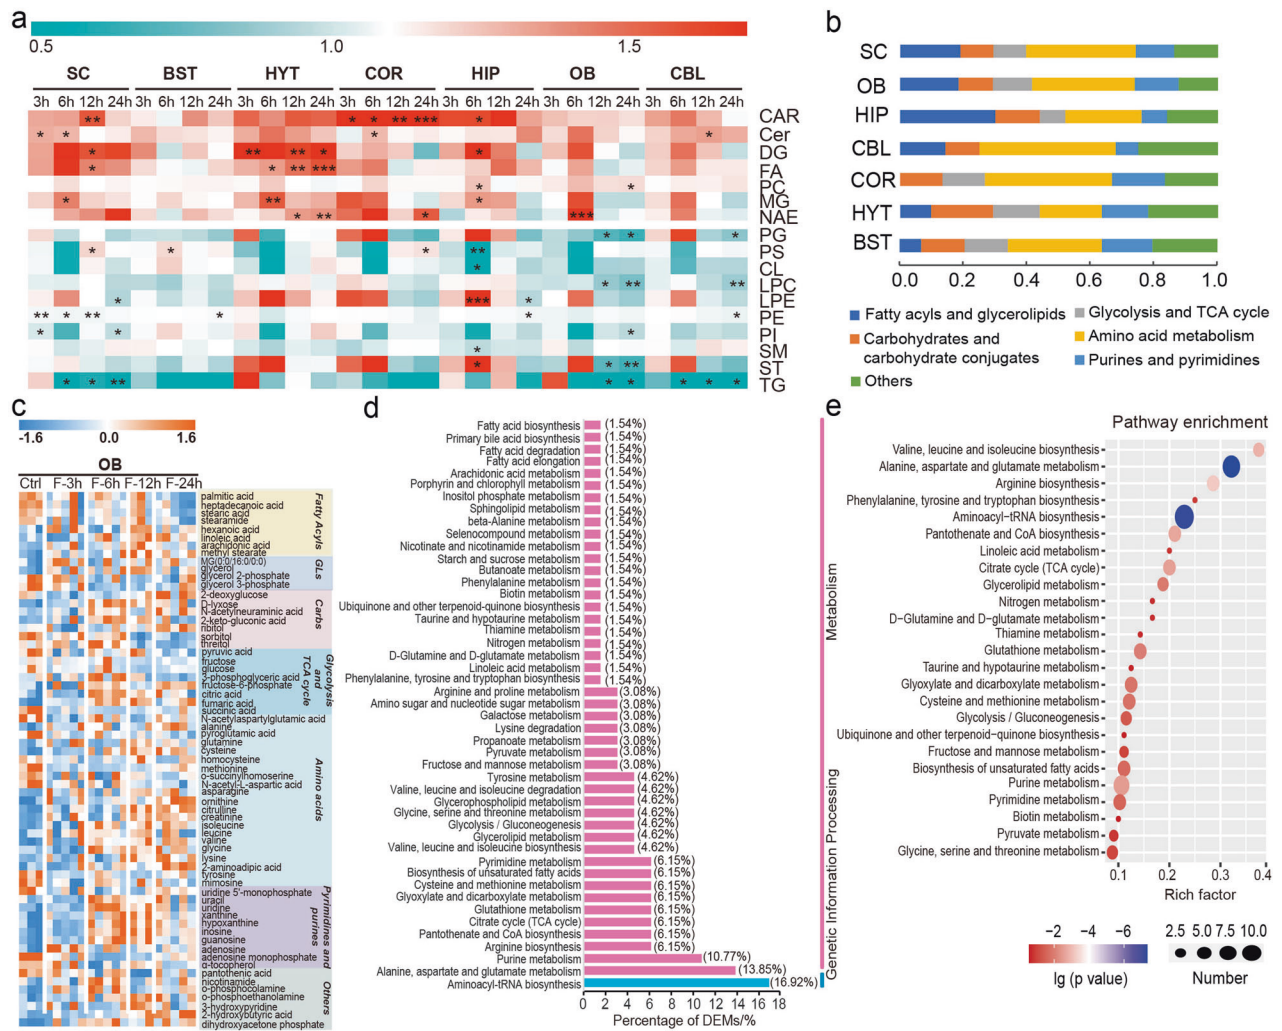 a
0.5 1.0 1.5
SC BST HYT COR HIP OB CBL
3h 6h 12h 24h 3h 6h 12h 24h 3h 6h 12h 24h 3h 6h 12h 24h 3h 6h 12h 24h 3h 6h 12h 24h 3h 6h 12h 24h
CAR
Cer
DG
FA
PC
MG
NAE
PG
PS
CL
LPC
LPE
PE
PI
SM
ST
TG
b
SC
OB
HIP
CBL
COR
HYT
BST
0.0 0.2 0.4 0.6 0.8 1.0
Fatty acyls and glycerolipids
Carbohydrates and
carbohydrate conjugates
Others
Glycolysis and TCA cycle
Amino acid metabolism
Purines and pyrimidines
c
-1.6 0.0 1.6
OB
Ctrl F-3h F-6h F-12h F-24h
palmitic acid
heptadecanoic acid
stearic acid
stearamide
hexanoic acid
linoleic acid
arachidonic acid
methyl stearate
MG(0:0/16:0/0:0)
glycerol
glycerol 2-phosphate
glycerol 3-phosphate
2-deoxyglucose
D-lyxose
N-acetylneuraminic acid
2-keto-gluconic acid
ribitol
sorbitol
threitol
pyruvic acid
fructose
glucose
3-phosphoglyceric acid
fructose-6-phosphate
citric acid
fumaric acid
succinic acid
N-acetylaspartylglutamic acid
alanine
pyroglutamic acid
glutamine
cysteine
homocysteine
methionine
o-succinylhomoserine
N-acetyl-L-aspartic acid
asparagine
ornithine
citrulline
creatinine
isoleucine
leucine
valine
glycine
lysine
2-aminoadipic acid
tyrosine
mimosine
uridine 5'-monophosphate
uracil
uridine
xanthine
hypoxanthine
inosine
guanosine
adenosine
adenosine monophosphate
α-tocopherol
pantothenic acid
nicotinamide
o-phosphocolamine
o-phosphoethanolamine
3-hydroxypyridine
2-hydroxybutyric acid
dihydroxyacetone phosphate
Fatty Acyls
GLs
Carbs
Glycolysis
and
TCA cycle
Amino acids
Pyrimidines and
purines
Others
d
Fatty acid biosynthesis (1.54%)
Primary bile acid biosynthesis (1.54%)
Fatty acid degradation (1.54%)
Fatty acid elongation (1.54%)
Arachidonic acid metabolism (1.54%)
Porphyrin and chlorophyll metabolism (1.54%)
Inositol phosphate metabolism (1.54%)
Sphingolipid metabolism (1.54%)
beta-Alanine metabolism (1.54%)
Selenocompound metabolism (1.54%)
Nicotinate and nicotinamide metabolism (1.54%)
Starch and sucrose metabolism (1.54%)
Butanoate metabolism (1.54%)
Phenylalanine metabolism (1.54%)
Biotin metabolism (1.54%)
Ubiquinone and other terpenoid-quinone biosynthesis (1.54%)
Taurine and hypotaurine metabolism (1.54%)
Thiamine metabolism (1.54%)
Nitrogen metabolism (1.54%)
D-Glutamine and D-glutamate metabolism (1.54%)
Linoleic acid metabolism (1.54%)
Phenylalanine, tyrosine and tryptophan biosynthesis (1.54%)
Arginine and proline metabolism (3.08%)
Amino sugar and nucleotide sugar metabolism (3.08%)
Galactose metabolism (3.08%)
Lysine degradation (3.08%)
Propanoate metabolism (3.08%)
Pyruvate metabolism (3.08%)
Fructose and mannose metabolism (3.08%)
Tyrosine metabolism (4.62%)
Valine, leucine and isoleucine degradation (4.62%)
Glycerophospholipid metabolism (4.62%)
Glycine, serine and threonine metabolism (4.62%)
Glycolysis / Gluconeogenesis (4.62%)
Glycerolipid metabolism (4.62%)
Valine, leucine and isoleucine biosynthesis (4.62%)
Pyrimidine metabolism (6.15%)
Biosynthesis of unsaturated fatty acids (6.15%)
Cysteine and methionine metabolism (6.15%)
Glyoxylate and dicarboxylate metabolism (6.15%)
Glutathione metabolism (6.15%)
Citrate cycle (TCA cycle) (6.15%)
Pantothenate and CoA biosynthesis (6.15%)
Arginine biosynthesis (6.15%)
Purine metabolism (10.77%)
Alanine, aspartate and glutamate metabolism (13.85%)
Aminoacyl-tRNA biosynthesis (16.92%)
0 2 4 6 8 10 12 14 16 18
Percentage of DEMs/%
Metabolism
Genetic Information Processing
e
Pathway enrichment
Valine, leucine and isoleucine biosynthesis
Alanine, aspartate and glutamate metabolism
Arginine biosynthesis
Phenylalanine, tyrosine and tryptophan biosynthesis
Aminoacyl-tRNA biosynthesis
Pantothenate and CoA biosynthesis
Linoleic acid metabolism
Citrate cycle (TCA cycle)
Glycerolipid metabolism
Nitrogen metabolism
D-Glutamine and D-glutamate metabolism
Thiamine metabolism
Glutathione metabolism
Taurine and hypotaurine metabolism
Glyoxylate and dicarboxylate metabolism
Cysteine and methionine metabolism
Glycolysis / Gluconeogenesis
Ubiquinone and other terpenoid-quinone biosynthesis
Fructose and mannose metabolism
Biosynthesis of unsaturated fatty acids
Purine metabolism
Pyrimidine metabolism
Biotin metabolism
Pyruvate metabolism
Glycine, serine and threonine metabolism
0.1 0.2 0.3 0.4
Rich factor
−2 −4 −6
lg (p value)
2.5 5.0 7.5 10.0
Number